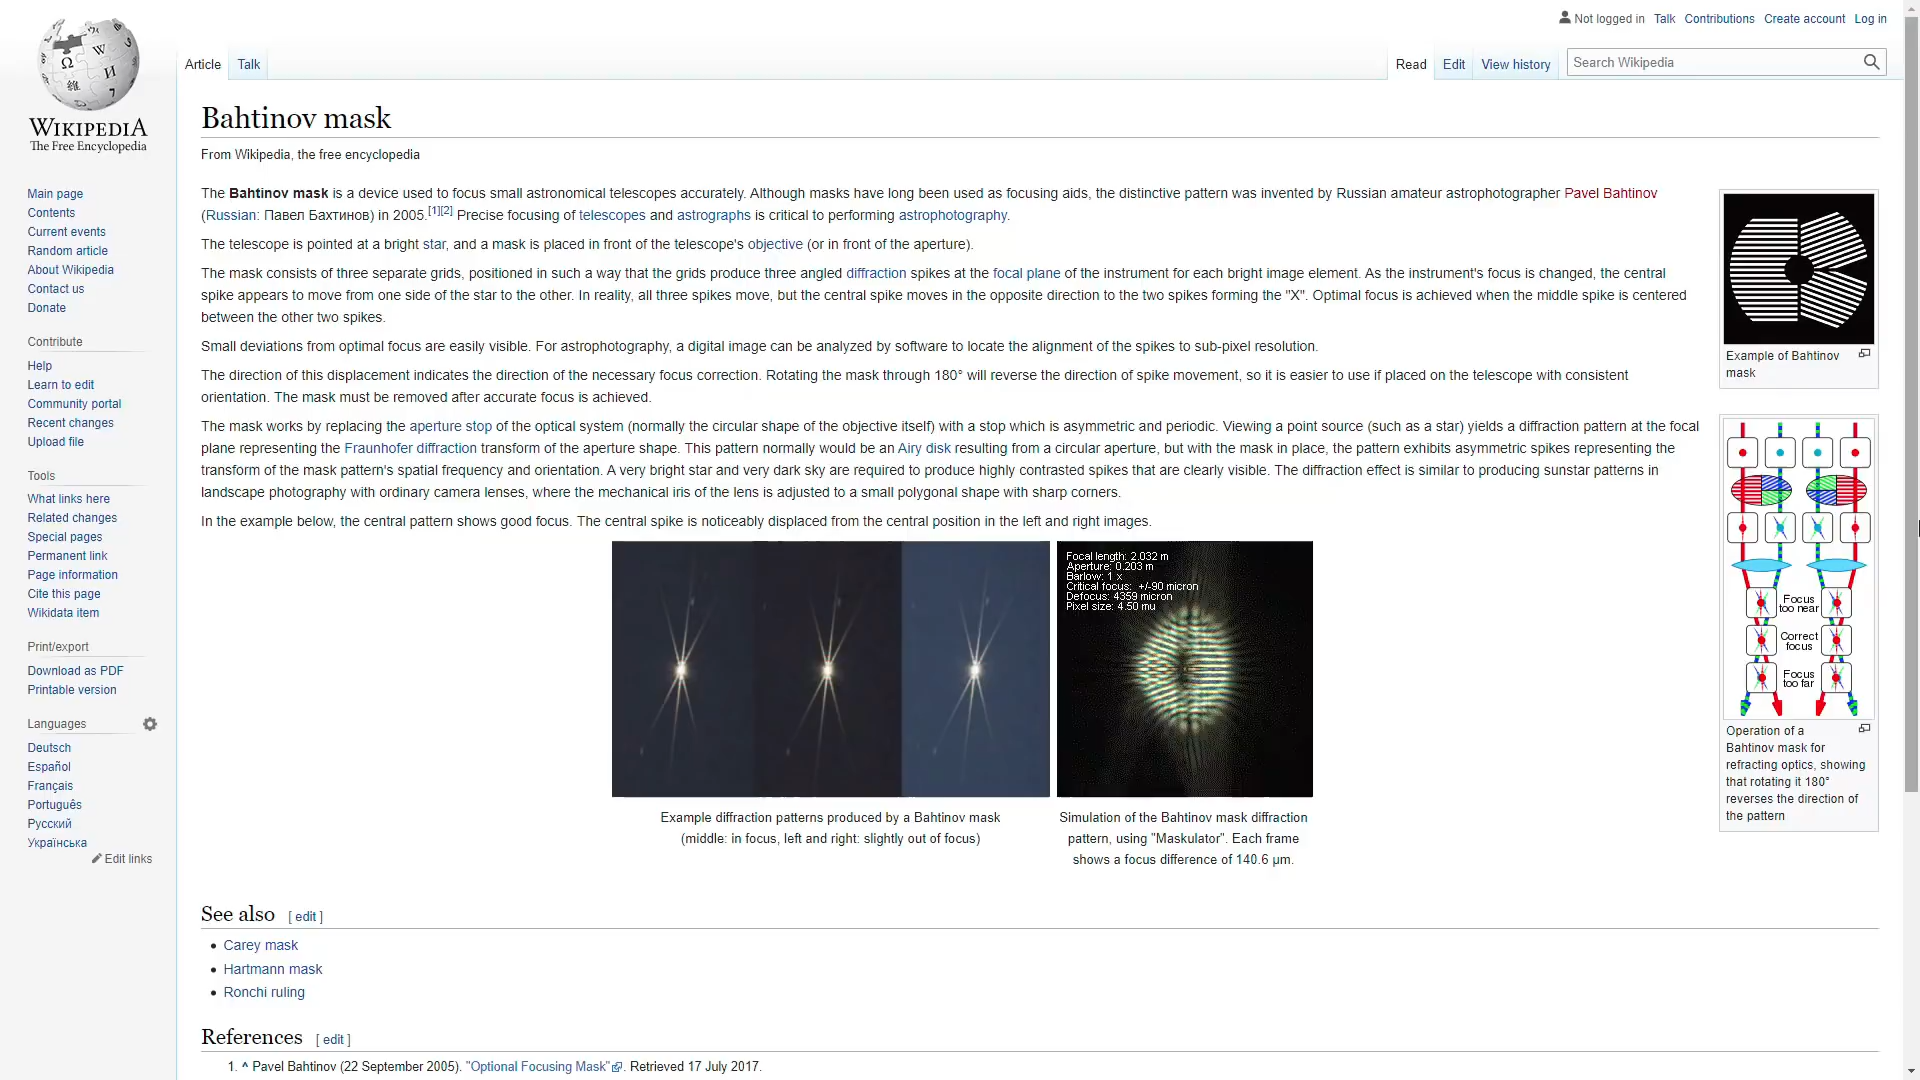 Not logged in Talk Contributions Create account Log in
Article Talk Read Edit View history Search Wikipedia
WIKIPEDIA
The Free Encyclopedia
Main page
Contents
Current events
Random article
About Wikipedia
Contact us
Donate
Contribute
Help
Learn to edit
Community portal
Recent changes
Upload file
Tools
What links here
Related changes
Special pages
Permanent link
Page information
Cite this page
Wikidata item
Print/export
Download as PDF
Printable version
Languages
Deutsch
Español
Français
Português
Русский
Українська
Edit links
Bahtinov mask
From Wikipedia, the free encyclopedia
The Bahtinov mask is a device used to focus small astronomical telescopes accurately. Although masks have long been used as focusing aids, the distinctive pattern was invented by Russian amateur astrophotographer Pavel Bahtinov
(Russian: Павел Бахтинов) in 2005.[1][2] Precise focusing of telescopes and astrographs is critical to performing astrophotography.
The telescope is pointed at a bright star, and a mask is placed in front of the telescope's objective (or in front of the aperture).
The mask consists of three separate grids, positioned in such a way that the grids produce three angled diffraction spikes at the focal plane of the instrument for each bright image element. As the instrument's focus is changed, the central
spike appears to move from one side of the star to the other. In reality, all three spikes move, but the central spike moves in the opposite direction to the two spikes forming the "X". Optimal focus is achieved when the middle spike is centered
between the other two spikes.
Small deviations from optimal focus are easily visible. For astrophotography, a digital image can be analyzed by software to locate the alignment of the spikes to sub-pixel resolution.
The direction of this displacement indicates the direction of the necessary focus correction. Rotating the mask through 180° will reverse the direction of spike movement, so it is easier to use if placed on the telescope with consistent
orientation. The mask must be removed after accurate focus is achieved.
The mask works by replacing the aperture stop of the optical system (normally the circular shape of the objective itself) with a stop which is asymmetric and periodic. Viewing a point source (such as a star) yields a diffraction pattern at the focal
plane representing the Fraunhofer diffraction transform of the aperture shape. This pattern normally would be an Airy disk resulting from a circular aperture, but with the mask in place, the pattern exhibits asymmetric spikes representing the
transform of the mask pattern's spatial frequency and orientation. A very bright star and very dark sky are required to produce highly contrasted spikes that are clearly visible. The diffraction effect is similar to producing sunstar patterns in
landscape photography with ordinary camera lenses, where the mechanical iris of the lens is adjusted to a small polygonal shape with sharp corners.
In the example below, the central pattern shows good focus. The central spike is noticeably displaced from the central position in the left and right images.
Focal length: 2.032 m
Aperture: 0.203 m
Barlow: 1 x
Critical focus: +/-90 micron
Defocus: 4359 micron
Pixel size: 4.50 mu
Example diffraction patterns produced by a Bahtinov mask
(middle: in focus, left and right: slightly out of focus)
Simulation of the Bahtinov mask diffraction
pattern, using "Maskulator". Each frame
shows a focus difference of 140.6 μm.
Example of Bahtinov
mask
Focus
too near
Correct
focus
Focus
too far
Operation of a
Bahtinov mask for
refracting optics, showing
that rotating it 180°
reverses the direction of
the pattern
See also [ edit ]
Carey mask
Hartmann mask
Ronchi ruling
References [ edit ]
1. ^ Pavel Bahtinov (22 September 2005). "Optional Focusing Mask". Retrieved 17 July 2017.